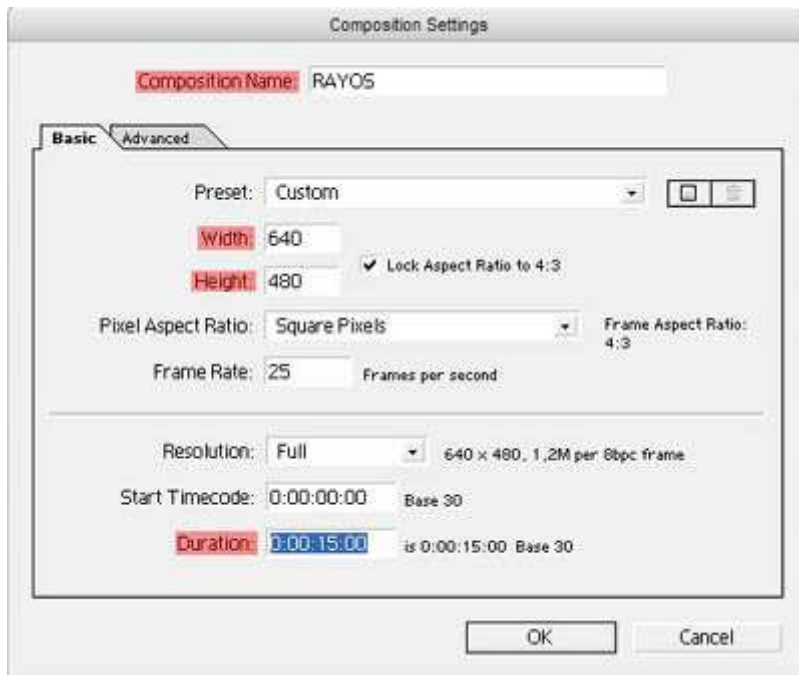 Composition Settings
Composition Name: RAYOS
Basic Advanced
Preset: Custom
Width: 640
Lock Aspect Ratio to 4:3
Height: 480
Pixel Aspect Ratio: Square Pixels Frame Aspect Ratio:
4:3
Frame Rate: 25 Frames per second
Resolution: Full 640 x 480, 1,2M per 8bpc frame
Start Timecode: 0:00:00:00 Base 30
Duration: 0:00:15:00 is 0:00:15:00 Base 30
OK Cancel